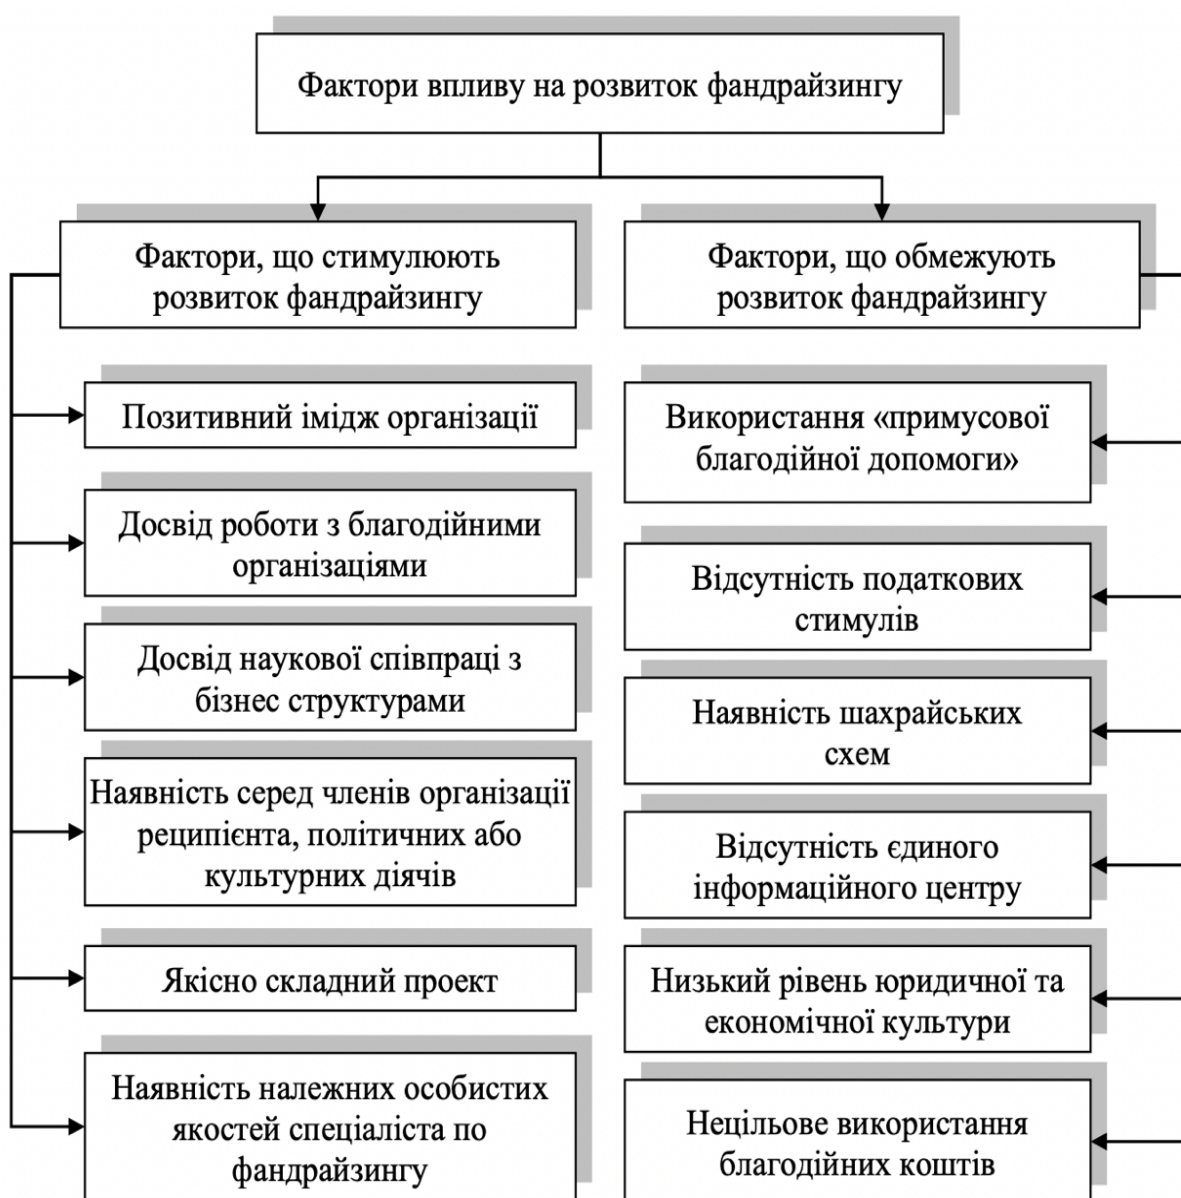 Фактори впливу на розвиток фандрайзингу
Фактори, що стимулюють
розвиток фандрайзингу
Позитивний імідж організації
Досвід роботи з благодійними
організаціями
Досвід наукової співпраці з
бізнес структурами
Наявність серед членів організації
реципієнта, політичних або
культурних діячів
Якісно складний проект
Наявність належних особистих
якостей спеціаліста по
фандрайзингу
Фактори, що обмежують
розвиток фандрайзингу
Використання «примусової
благодійної допомоги»
Відсутність податкових
стимулів
Наявність шахрайських
схем
Відсутність єдиного
інформаційного центру
Низький рівень юридичної та
економічної культури
Нецільове використання
благодійних коштів